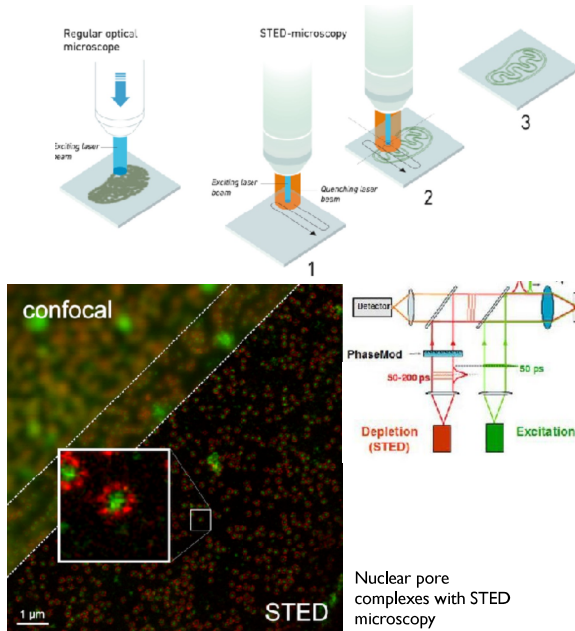 Regular optical
microscope
STED-microscopy
Exciting laser
beam
Exciting laser
beam
Quenching laser
beam
1
2
3
confocal
1 μm
STED
Detector
PhaseMod
50-200 ps
50 ps
Depletion
(STED)
Excitation
Nuclear pore
complexes with STED
microscopy